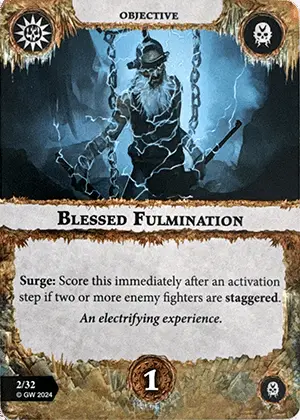 OBJECTIVE
BLESSED FULMINATION
Surge: Score this immediately after an activation
step if two or more enemy fighters are staggered.
An electrifying experience.
2/32
© GW 2024
1